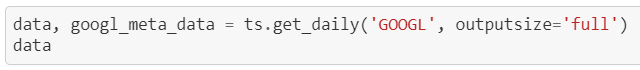 data, googl_meta_data = ts.get_daily('GOOGL', outputsize='full')
data